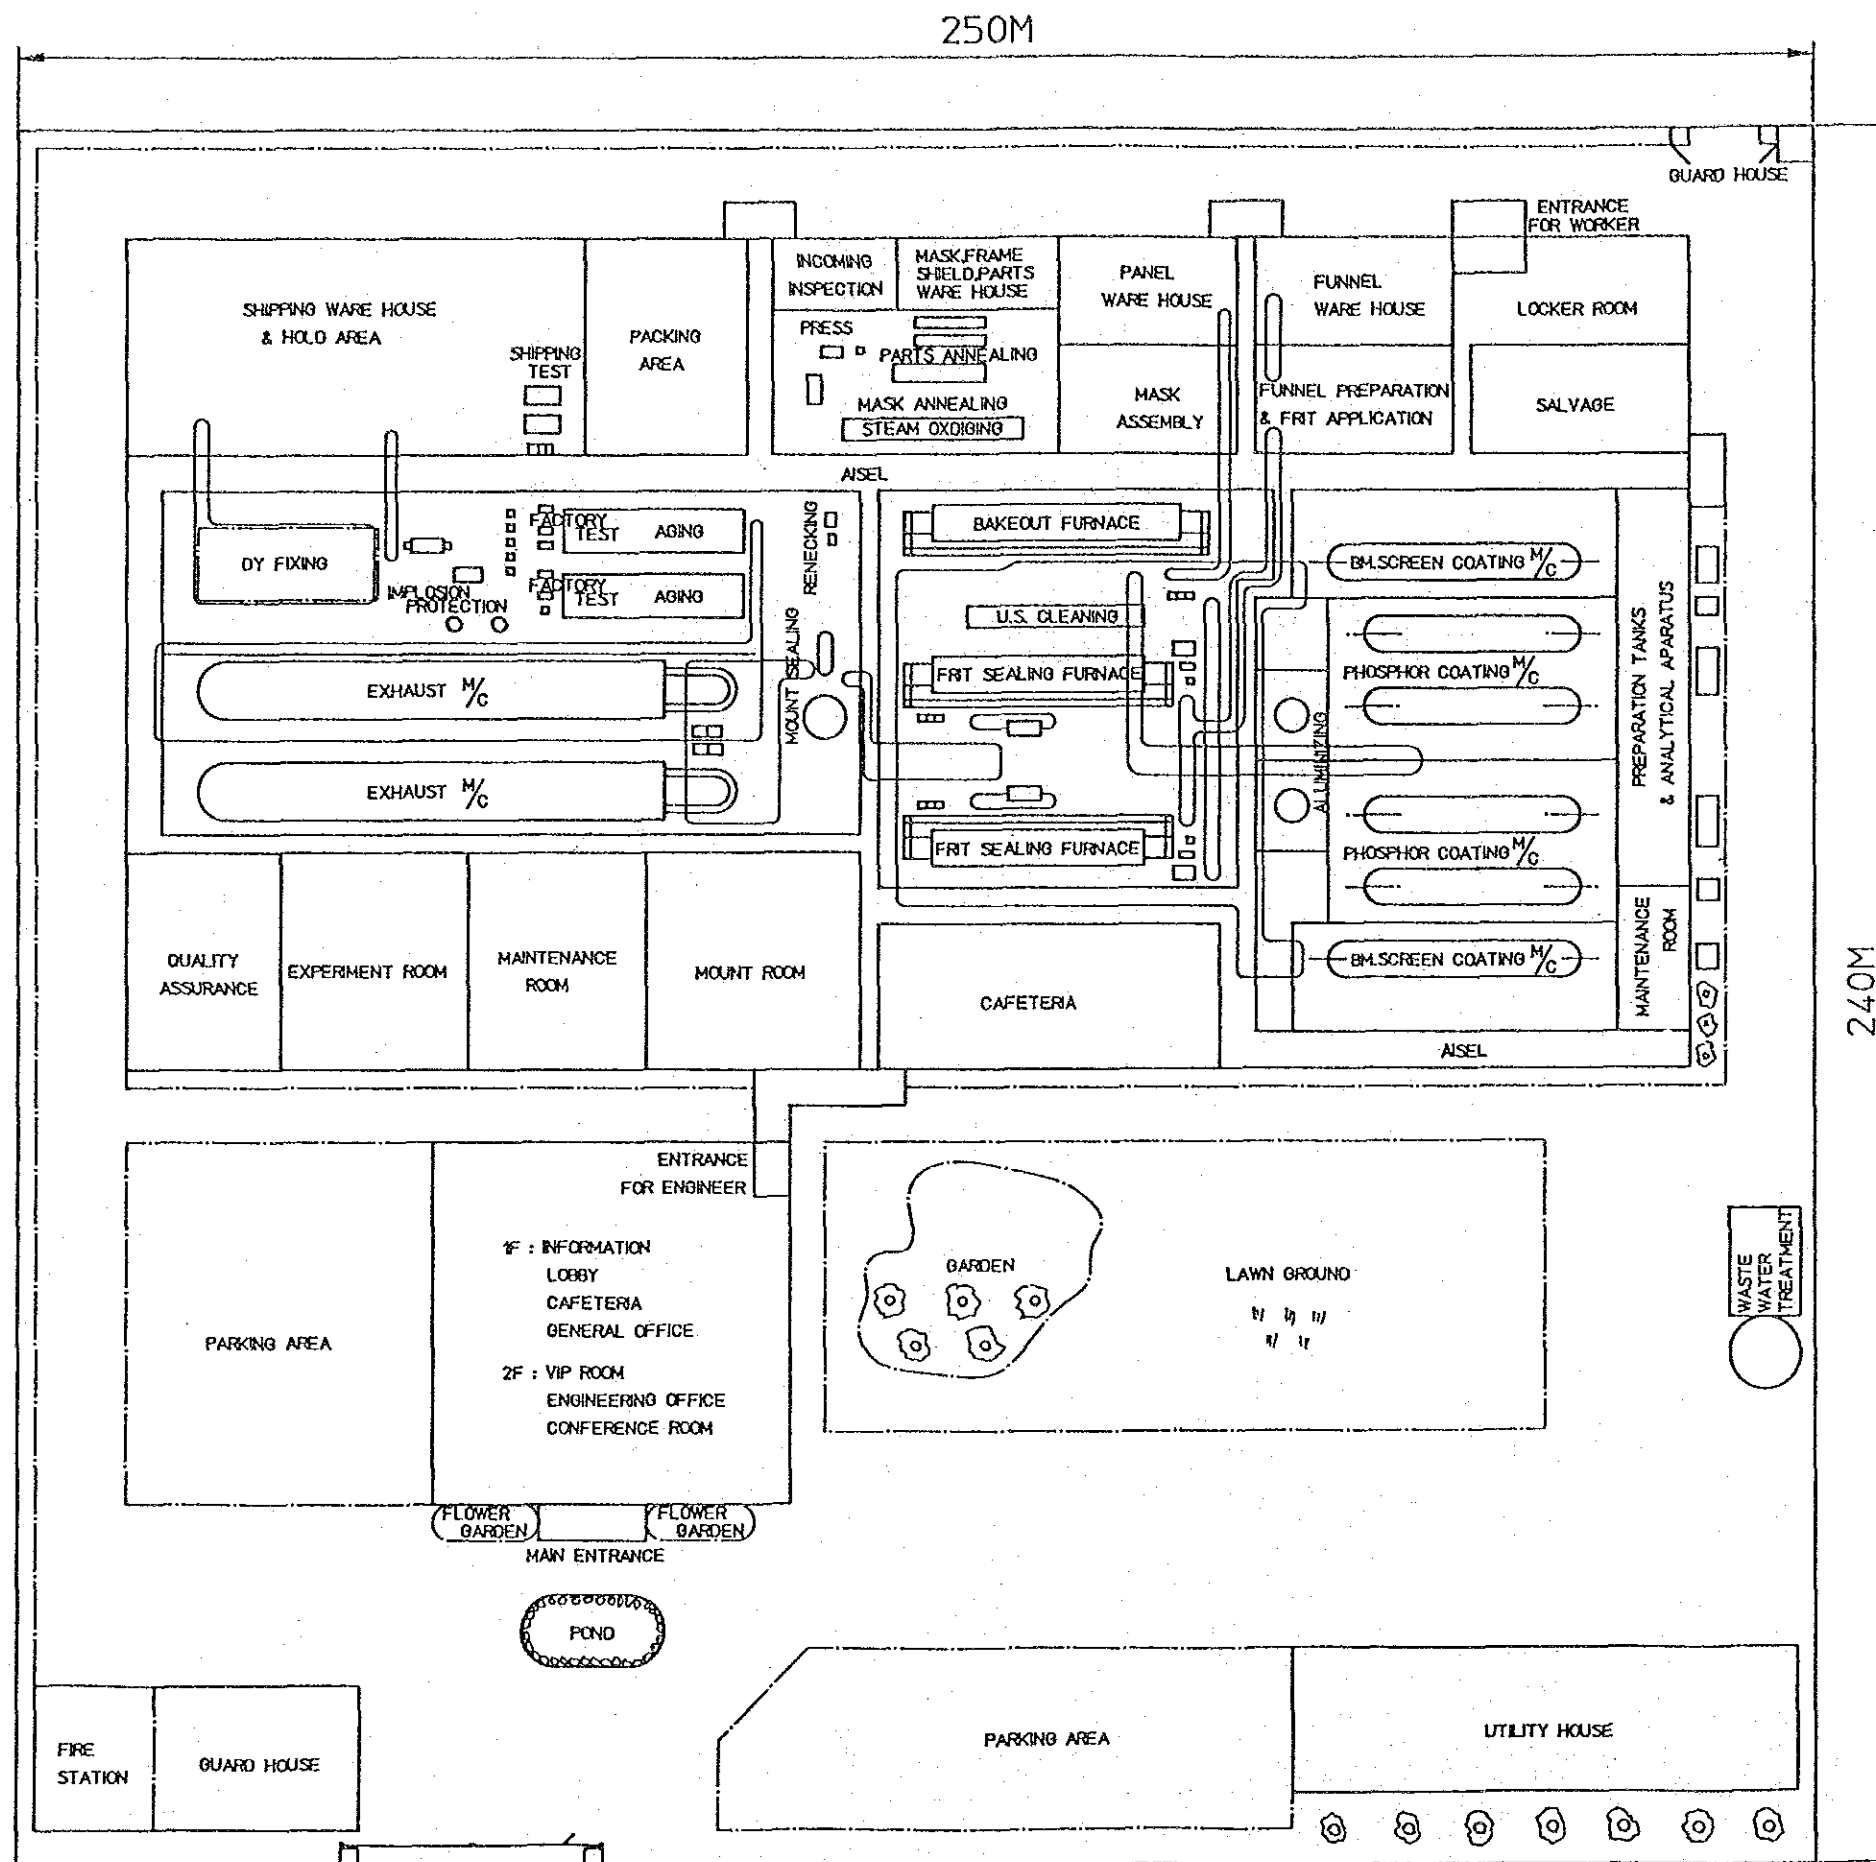 250M
GUARD HOUSE
ENTRANCE
FOR WORKER
SHIPPING WARE HOUSE
& HOLD AREA
SHIPPING
TEST
PACKING
AREA
INCOMING
INSPECTION
MASK,FRAME
SHIELD,PARTS
WARE HOUSE
PANEL
WARE HOUSE
FUNNEL
WARE HOUSE
LOCKER ROOM
PRESS
PARTS ANNEALING
MASK ANNEALING
STEAM OXDIGING
MASK
ASSEMBLY
FUNNEL PREPARATION
& FRIT APPLICATION
SALVAGE
AISEL
DY FIXING
IMPLOSION
PROTECTION
FACTORY
TEST
AGING
FACTORY
TEST
AGING
RENECKING
MOUNT SEALING
EXHAUST M/C
EXHAUST M/C
BAKEOUT FURNACE
U.S. CLEANING
FRIT SEALING FURNACE
FRIT SEALING FURNACE
ALUMINIZING
BM.SCREEN COATING M/C
PHOSPHOR COATING M/C
PHOSPHOR COATING M/C
BM.SCREEN COATING M/C
PREPARATION TANKS
& ANALYTICAL APARATUS
MAINTENANCE
ROOM
240M
QUALITY
ASSURANCE
EXPERIMENT ROOM
MAINTENANCE
ROOM
MOUNT ROOM
CAFETERIA
AISEL
ENTRANCE
FOR ENGINEER
1F : INFORMATION
LOBBY
CAFETERIA
GENERAL OFFICE
2F : VIP ROOM
ENGINEERING OFFICE
CONFERENCE ROOM
PARKING AREA
GARDEN
LAWN GROUND
WASTE
WATER
TREATMENT
FLOWER
GARDEN
FLOWER
GARDEN
MAIN ENTRANCE
POND
FIRE
STATION
GUARD HOUSE
PARKING AREA
UTILITY HOUSE